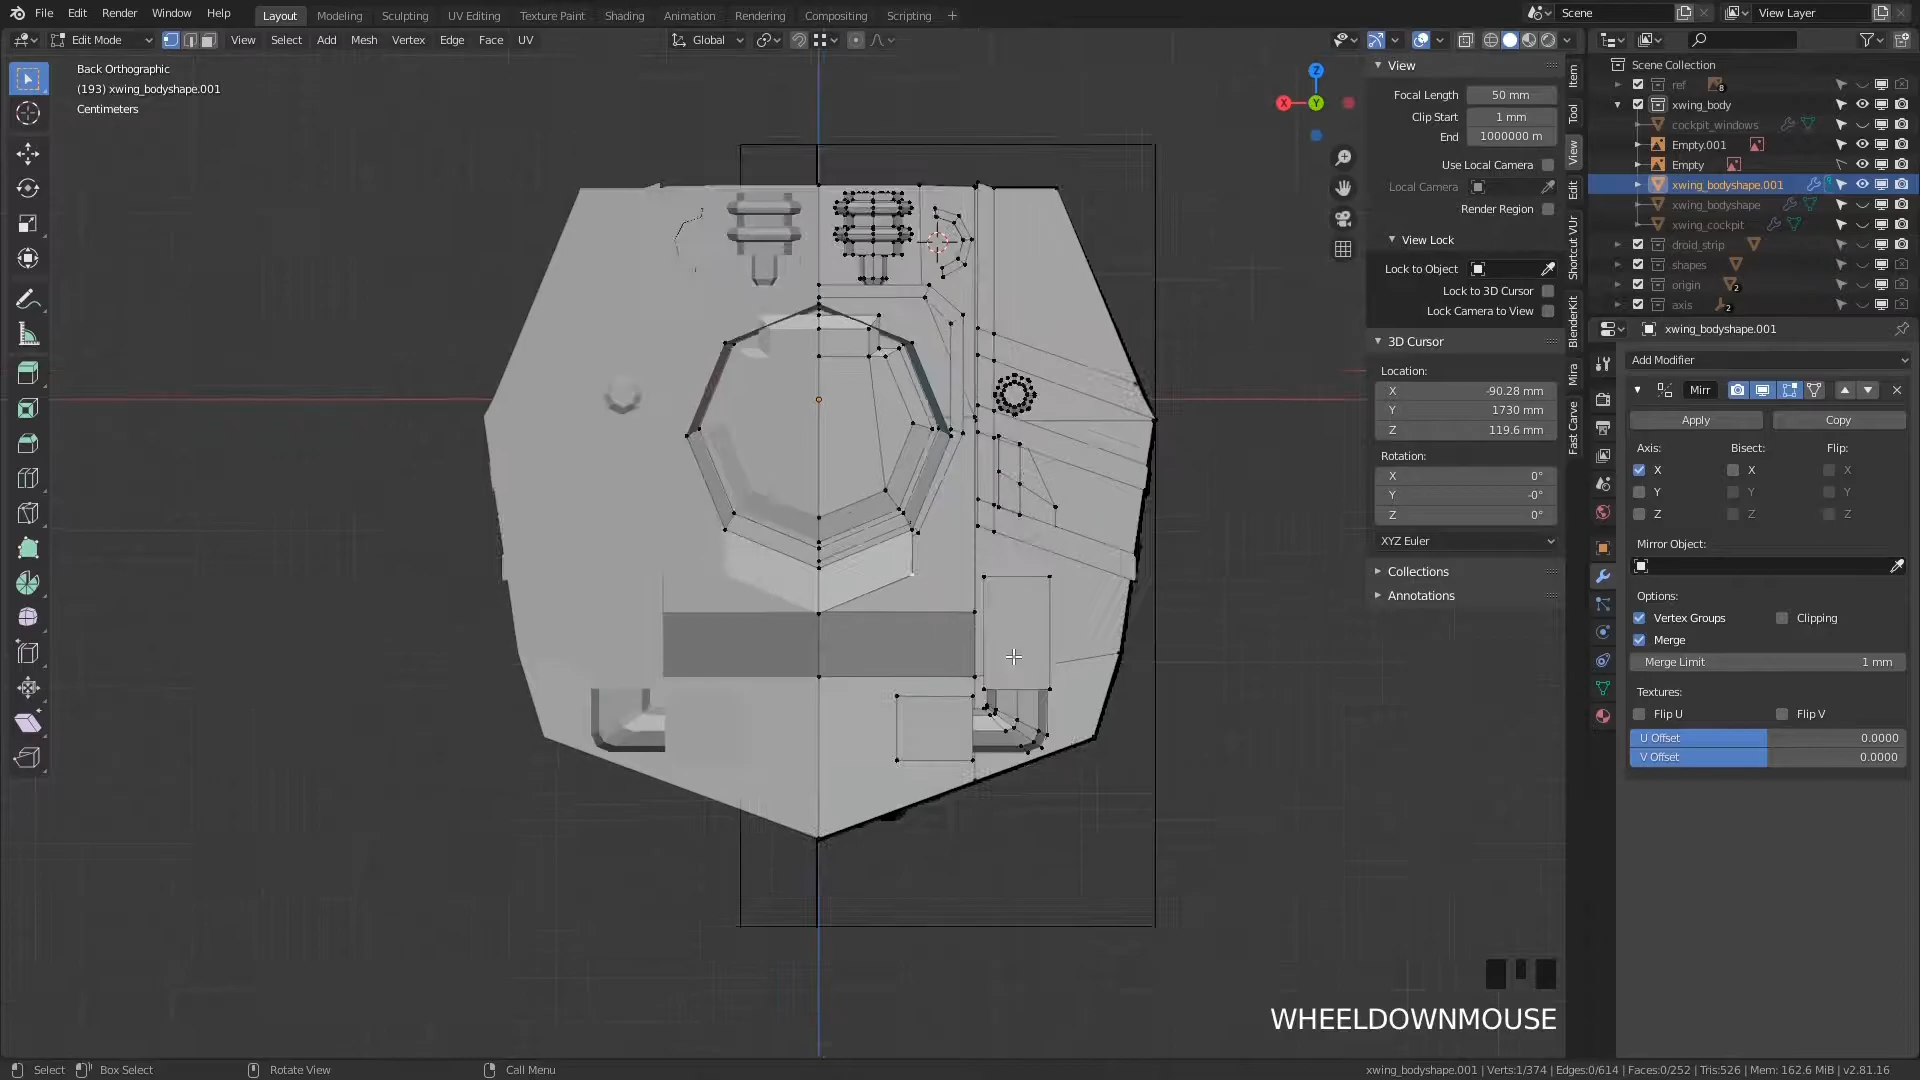 File Edit Render Window Help
Layout Modeling Sculpting UV Editing Texture Paint Shading Animation Rendering Compositing Scripting +
Scene
View Layer
Edit Mode View Select Add Mesh Vertex Edge Face UV
Global
Back Orthographic
(193) xwing_bodyshape.001
Centimeters
Z
X
Y
View
Focal Length 50 mm
Clip Start 1 mm
End 1000000 m
Use Local Camera
Local Camera
Render Region
View Lock
Lock to Object
Lock to 3D Cursor
Lock Camera to View
3D Cursor
Location:
X -90.28 mm
Y 1730 mm
Z 119.6 mm
Rotation:
X 0°
Y -0°
Z 0°
XYZ Euler
Collections
Annotations
Item
Tool
View
Edit
Shortcut VUr
BlenderKit
Mira
Fast Carve
Scene Collection
ref 8
xwing_body
cockpit_windows
Empty.001
Empty
xwing_bodyshape.001
xwing_bodyshape
xwing_cockpit
droid_strip
shapes
origin 2
axis 2
xwing_bodyshape.001
Add Modifier
Mirr
Apply Copy
Axis: Bisect: Flip:
X X X
Y Y Y
Z Z Z
Mirror Object:
Options:
Vertex Groups Clipping
Merge
Merge Limit 1 mm
Textures:
Flip U Flip V
U Offset 0.0000
V Offset 0.0000
WHEELDOWNMOUSE
Select Box Select Rotate View Call Menu
xwing_bodyshape.001 | Verts:1/374 | Edges:0/614 | Faces:0/252 | Tris:526 | Mem: 162.6 MiB | v2.81.16